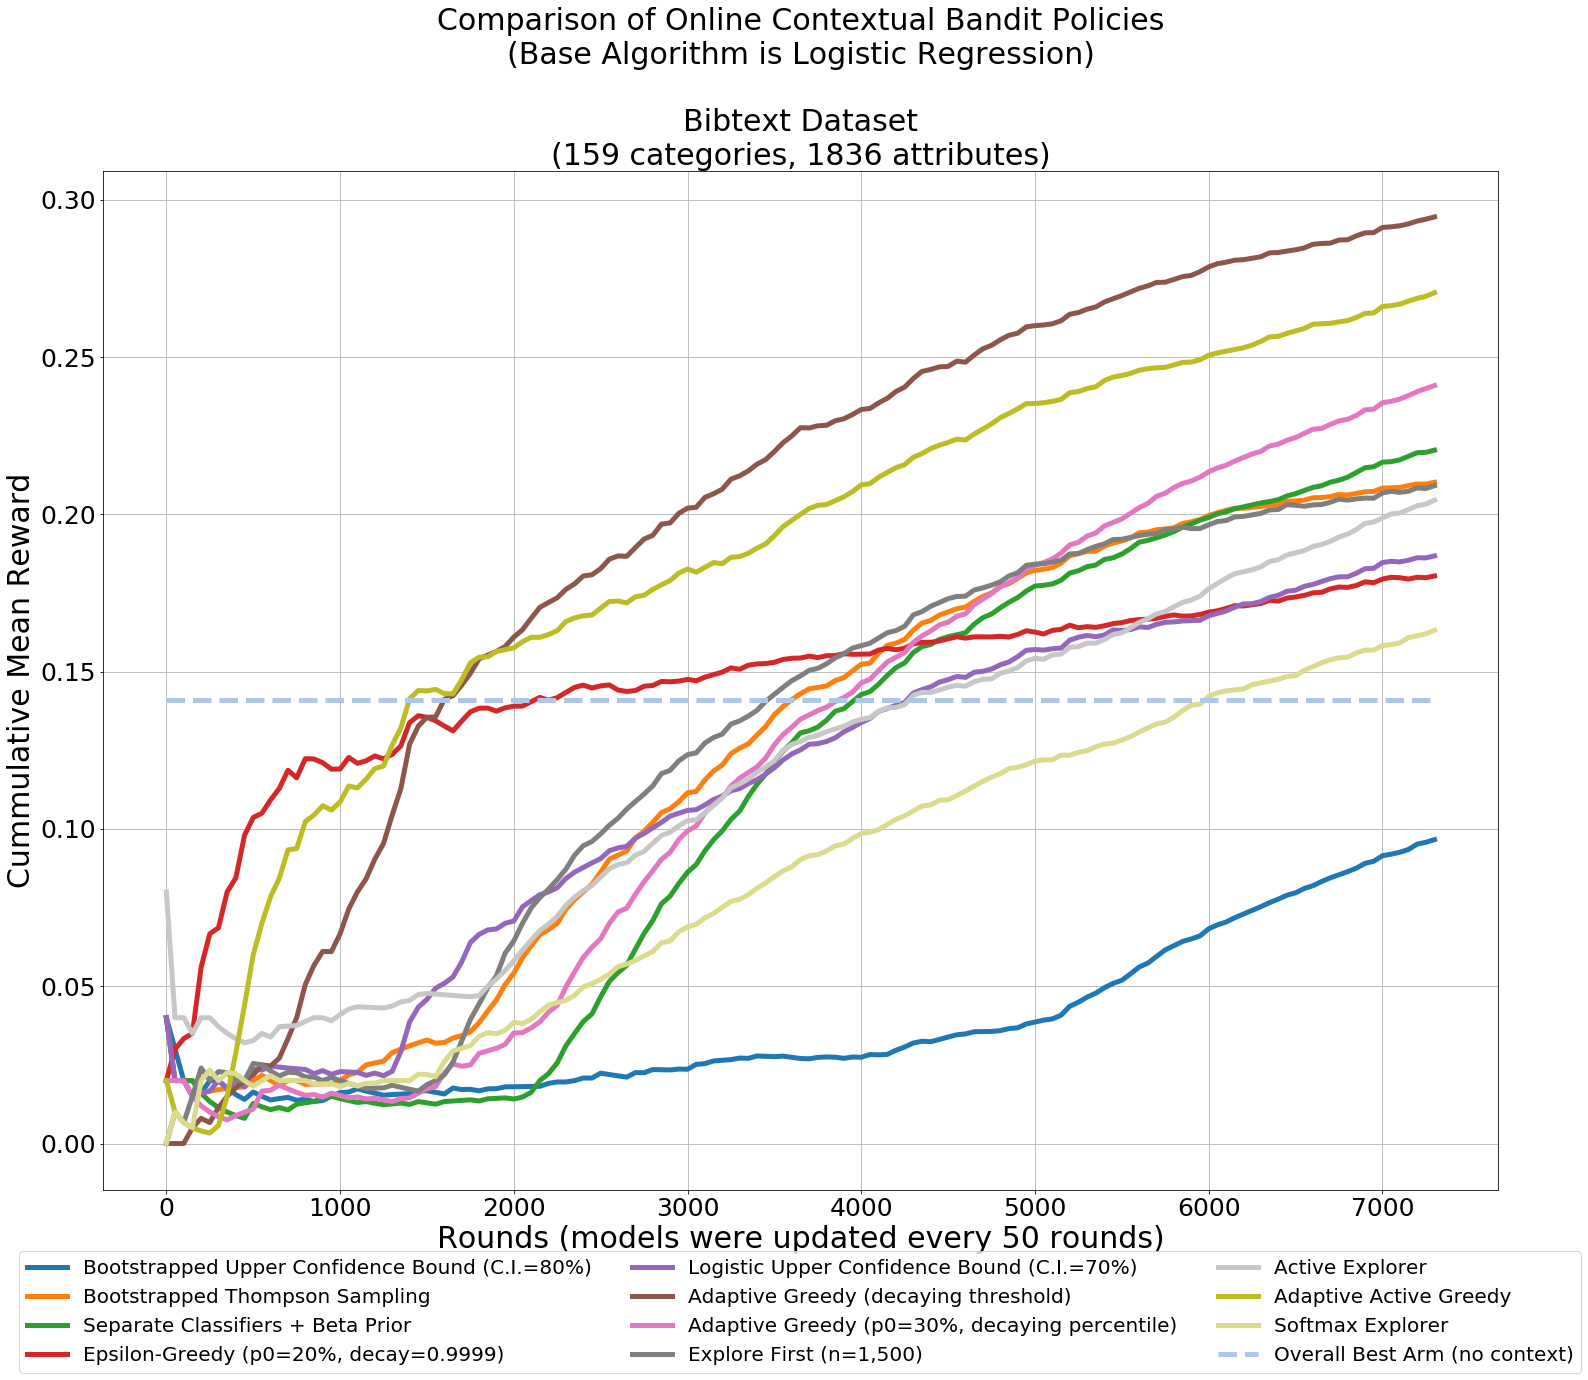 Comparison of Online Contextual Bandit Policies
(Base Algorithm is Logistic Regression)
Bibtext Dataset
(159 categories, 1836 attributes)
Cummulative Mean Reward
0.30
0.25
0.20
0.15
0.10
0.05
0.00
0 1000 2000 3000 4000 5000 6000 7000
Rounds (models were updated every 50 rounds)
Bootstrapped Upper Confidence Bound (C.I.=80%)
Bootstrapped Thompson Sampling
Separate Classifiers + Beta Prior
Epsilon-Greedy (p0=20%, decay=0.9999)
Logistic Upper Confidence Bound (C.I.=70%)
Adaptive Greedy (decaying threshold)
Adaptive Greedy (p0=30%, decaying percentile)
Explore First (n=1,500)
Active Explorer
Adaptive Active Greedy
Softmax Explorer
Overall Best Arm (no context)